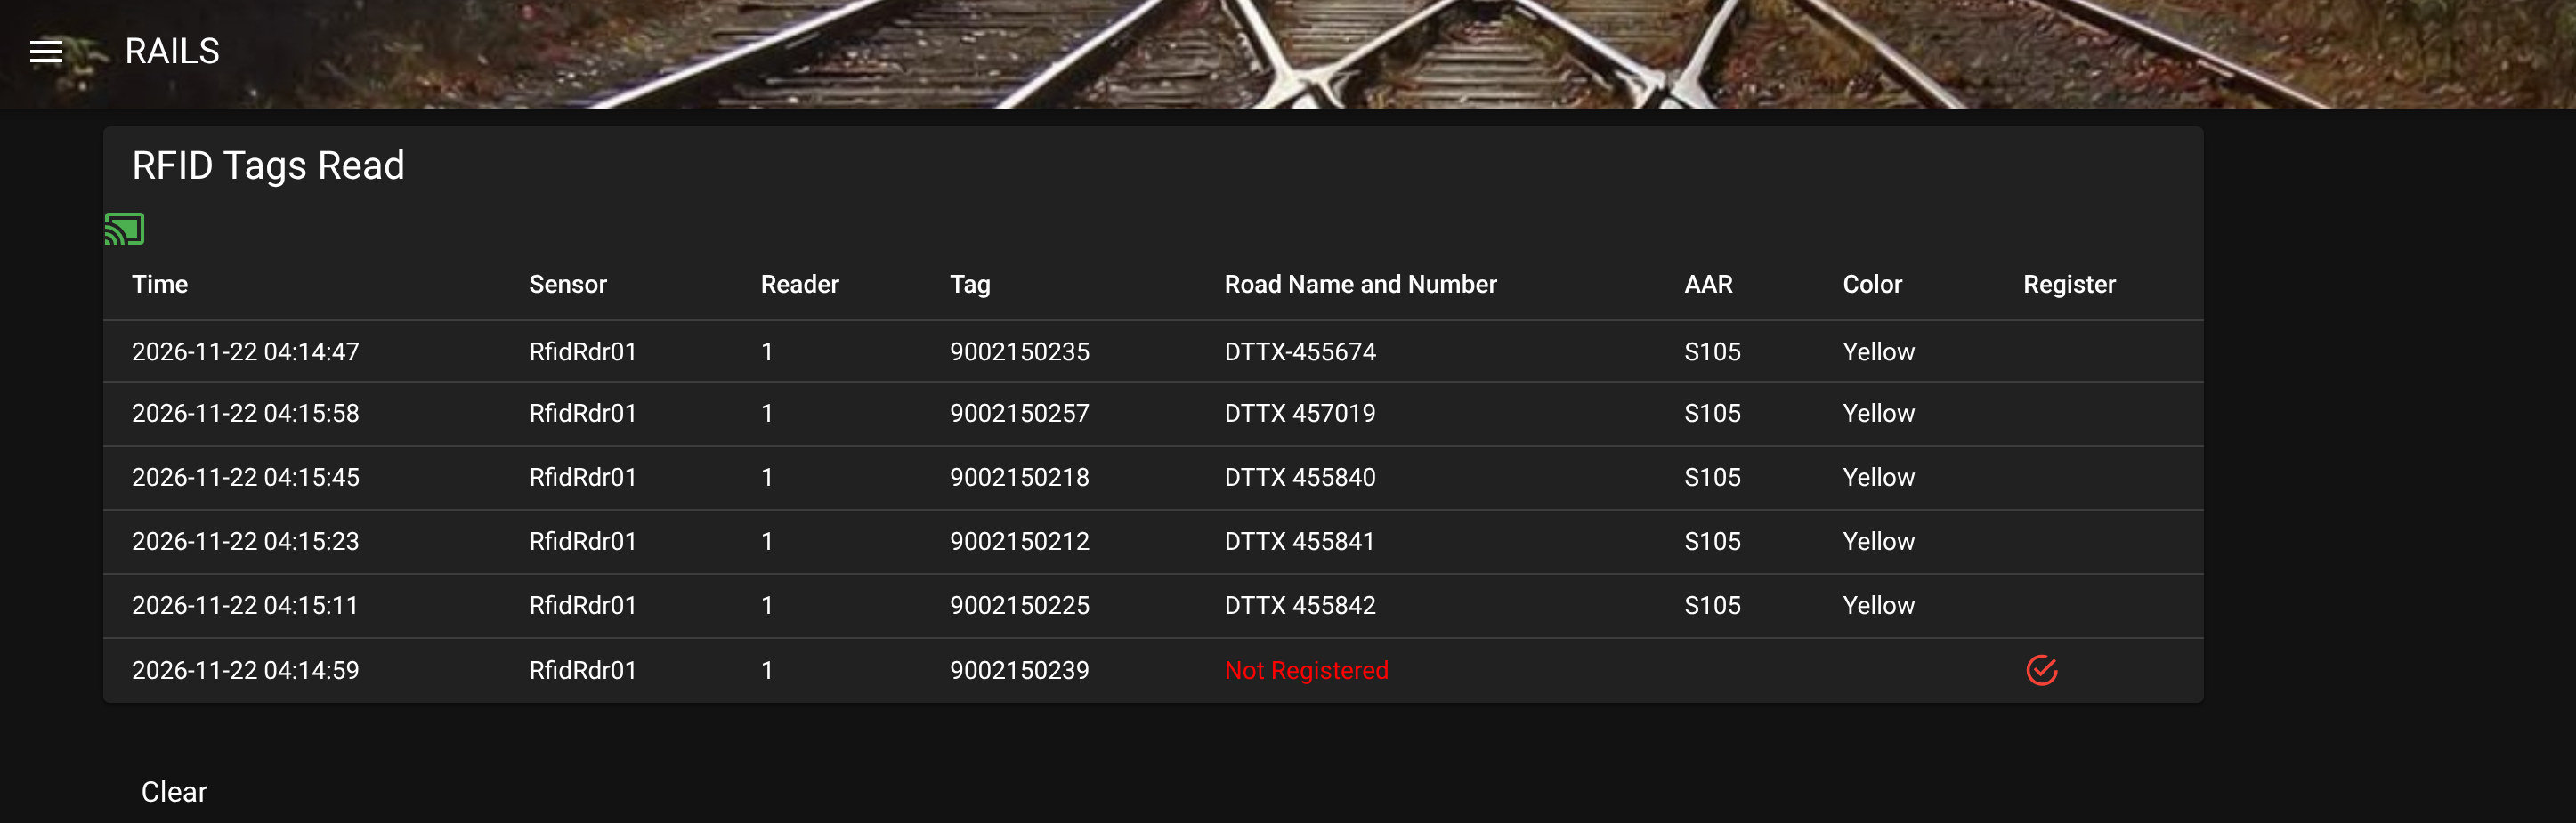 RAILS
RFID Tags Read
Time Sensor Reader Tag Road Name and Number AAR Color Register
2026-11-22 04:14:47 RfidRdr01 1 9002150235 DTTX-455674 S105 Yellow
2026-11-22 04:15:58 RfidRdr01 1 9002150257 DTTX 457019 S105 Yellow
2026-11-22 04:15:45 RfidRdr01 1 9002150218 DTTX 455840 S105 Yellow
2026-11-22 04:15:23 RfidRdr01 1 9002150212 DTTX 455841 S105 Yellow
2026-11-22 04:15:11 RfidRdr01 1 9002150225 DTTX 455842 S105 Yellow
2026-11-22 04:14:59 RfidRdr01 1 9002150239 Not Registered
Clear